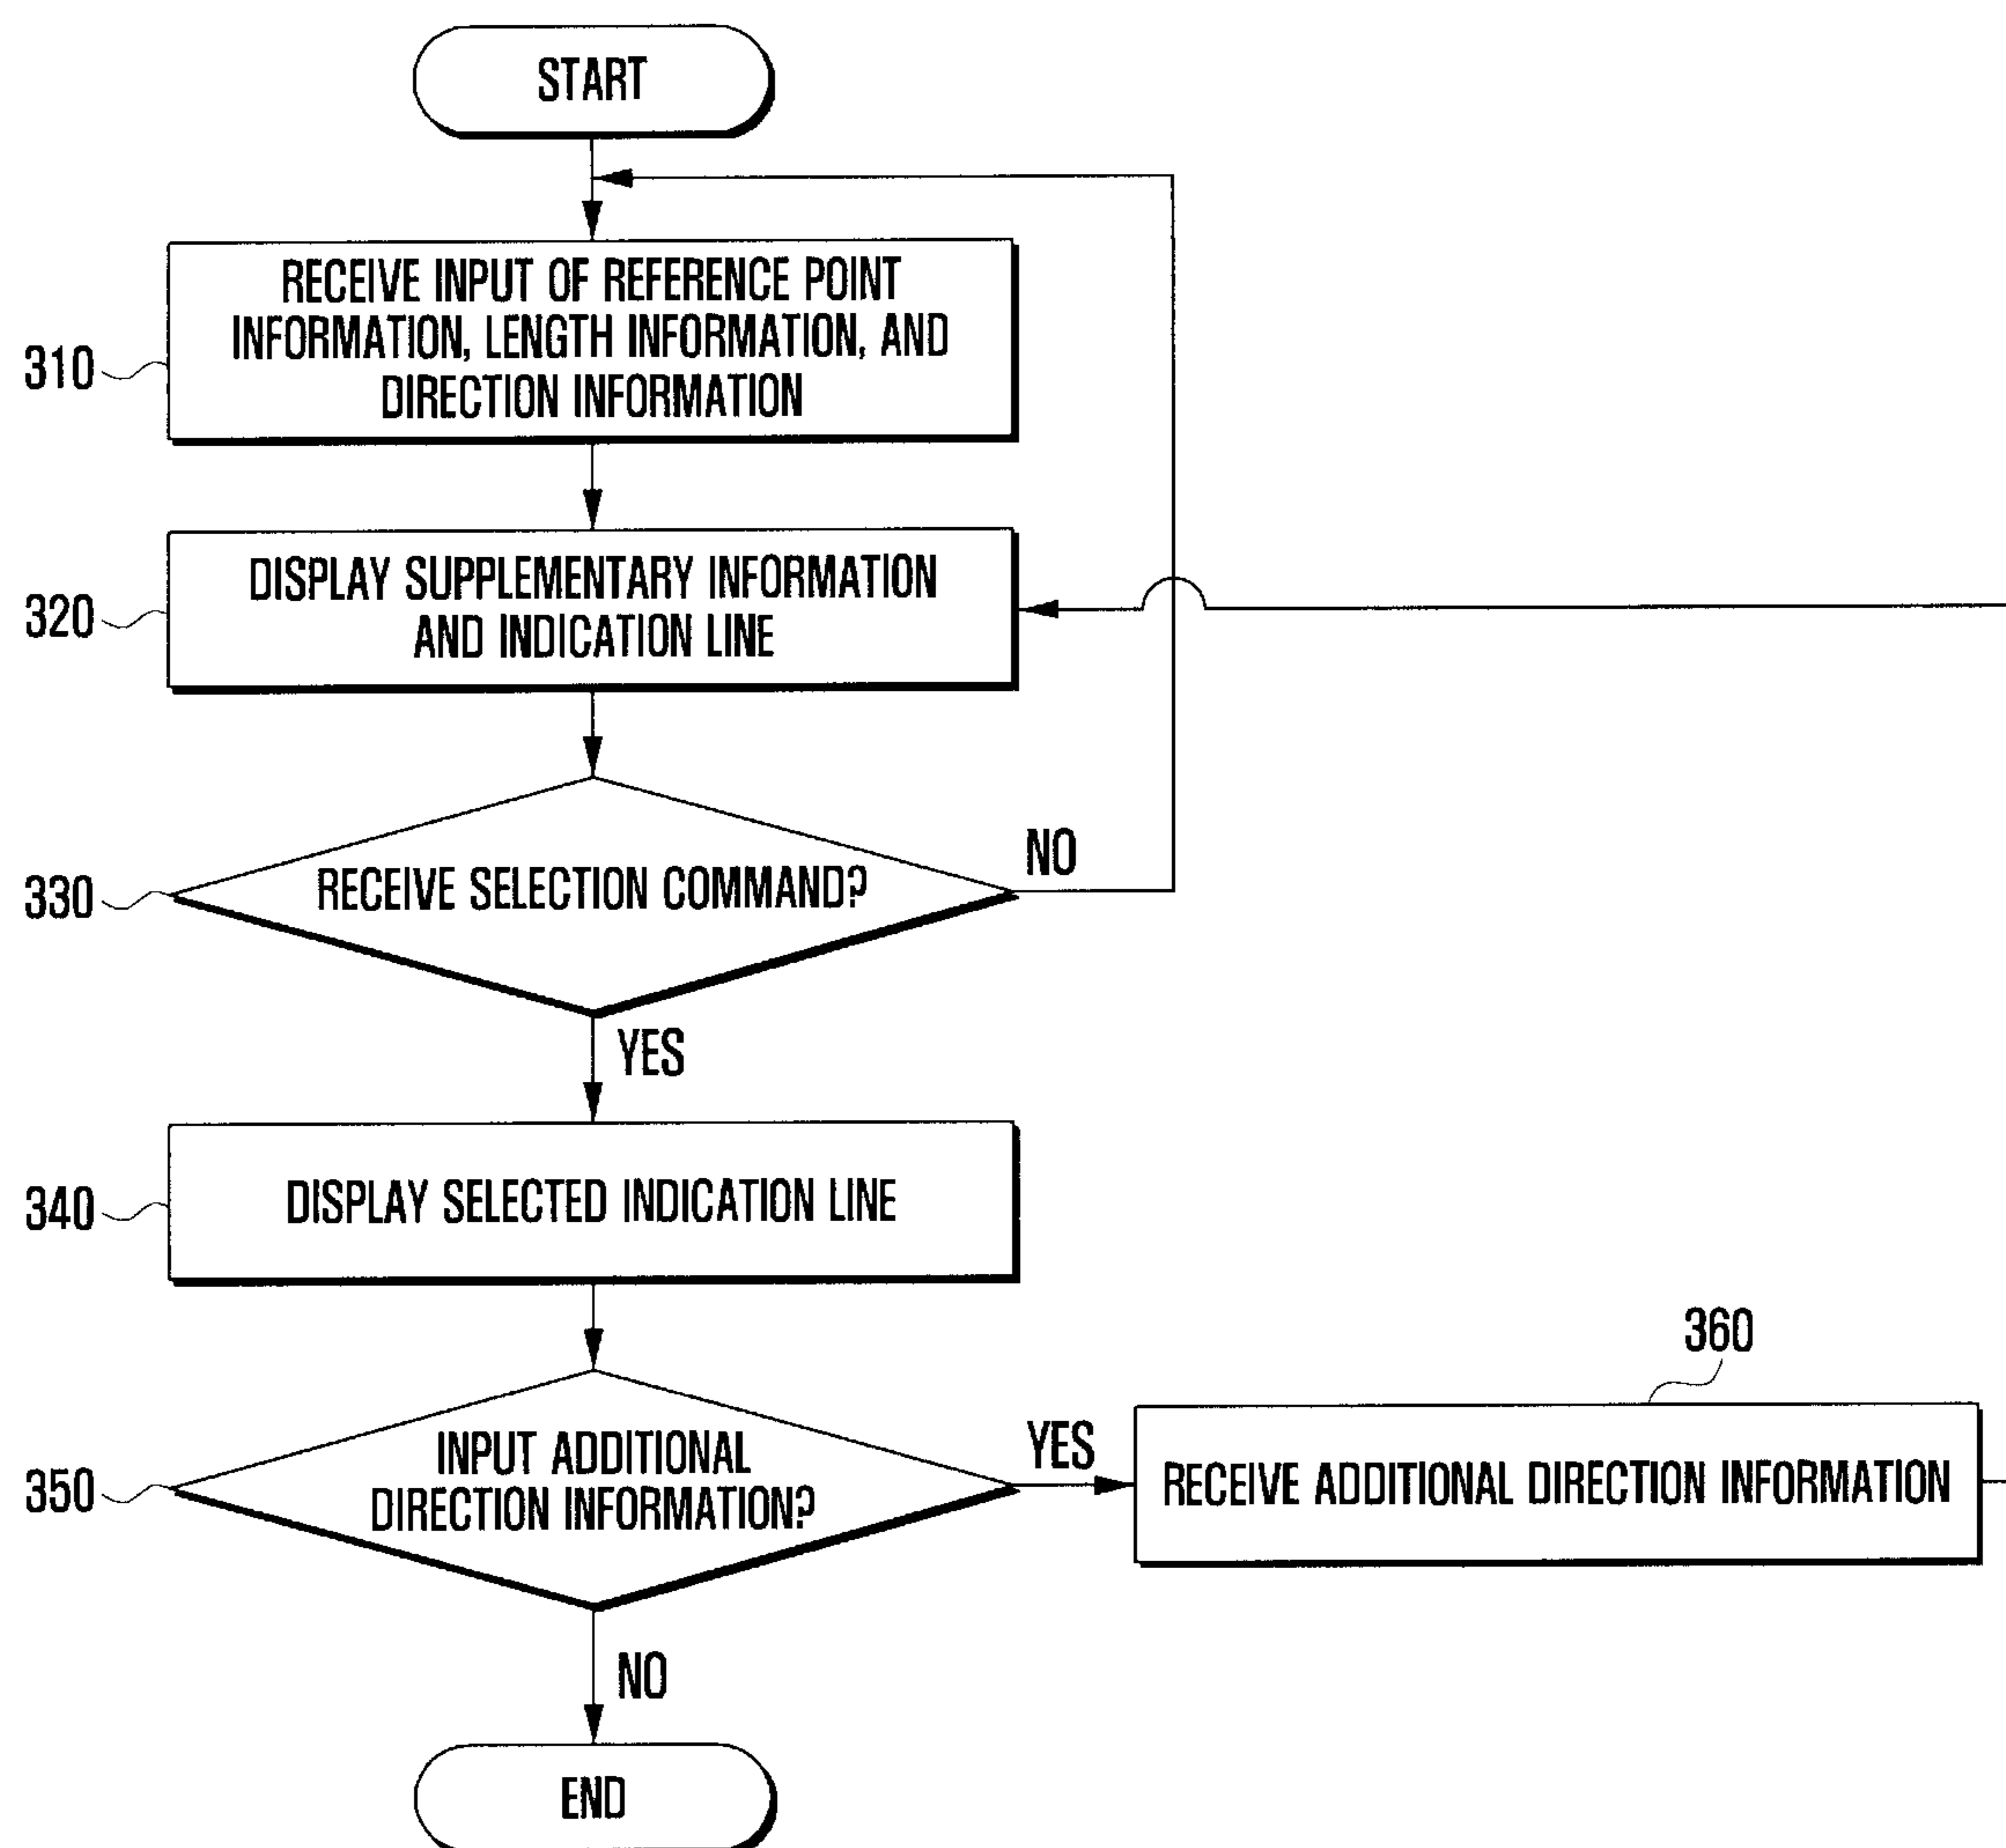 START
RECEIVE INPUT OF REFERENCE POINT
INFORMATION, LENGTH INFORMATION, AND
DIRECTION INFORMATION
310
DISPLAY SUPPLEMENTARY INFORMATION
AND INDICATION LINE
320
RECEIVE SELECTION COMMAND?
330
NO
YES
DISPLAY SELECTED INDICATION LINE
340
INPUT ADDITIONAL
DIRECTION INFORMATION?
350
YES
360
RECEIVE ADDITIONAL DIRECTION INFORMATION
NO
END